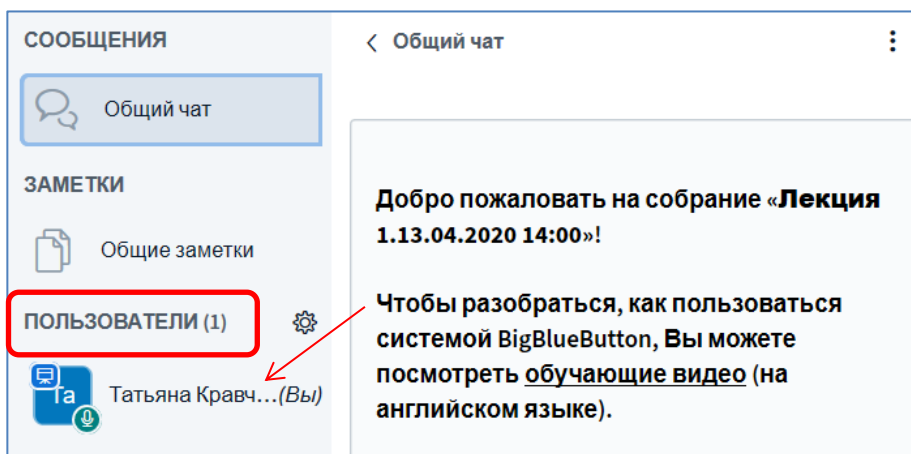 СООБЩЕНИЯ
Общий чат
ЗАМЕТКИ
Общие заметки
ПОЛЬЗОВАТЕЛИ (1)
Та
Татьяна Кравч...(Вы)
Общий чат
Добро пожаловать на собрание «Лекция
1.13.04.2020 14:00»!
Чтобы разобраться, как пользоваться
системой BigBlueButton, Вы можете
посмотреть обучающие видео (на
английском языке).